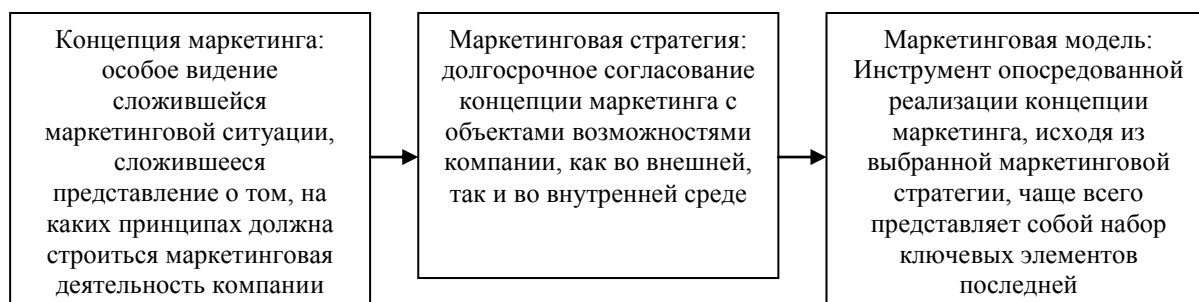 Концепция маркетинга:
особое видение
сложившейся
маркетинговой ситуации,
сложившееся
представление о том, на
каких принципах должна
строиться маркетинговая
деятельность компании
Маркетинговая стратегия:
долгосрочное согласование
концепции маркетинга с
объектами возможностями
компании, как во внешней,
так и во внутренней среде
Маркетинговая модель:
Инструмент опосредованной
реализации концепции
маркетинга, исходя из
выбранной маркетинговой
стратегии, чаще всего
представляет собой набор
ключевых элементов
последней